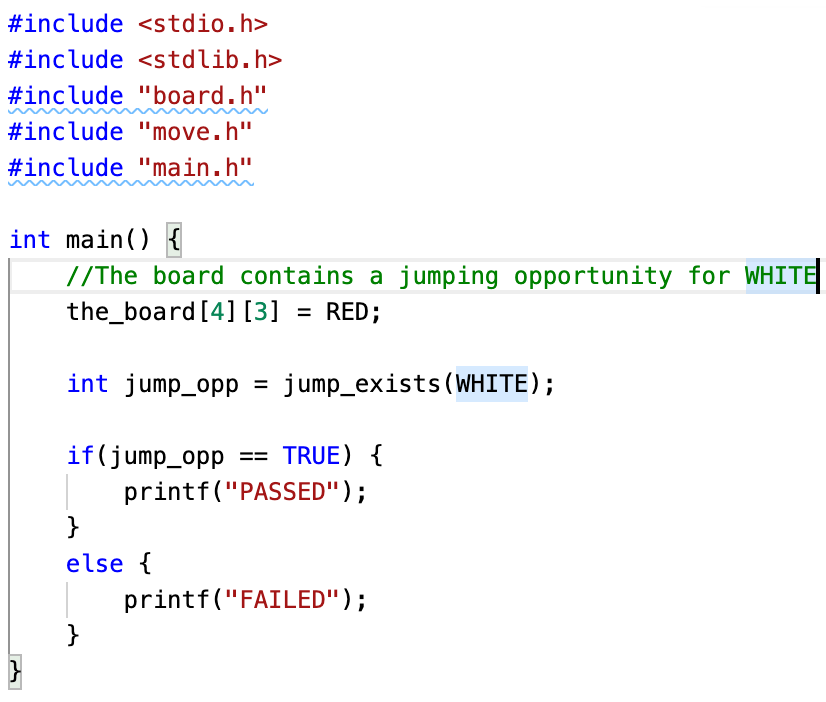 #include <stdio.h>
#include <stdlib.h>
#include "board.h"
#include "move.h"
#include "main.h"
int main() {
//The board contains a jumping opportunity for WHITE
the_board[4][3] = RED;
int jump_opp = jump_exists(WHITE);
if(jump_opp == TRUE) {
printf("PASSED");
}
else {
printf("FAILED");
}
}